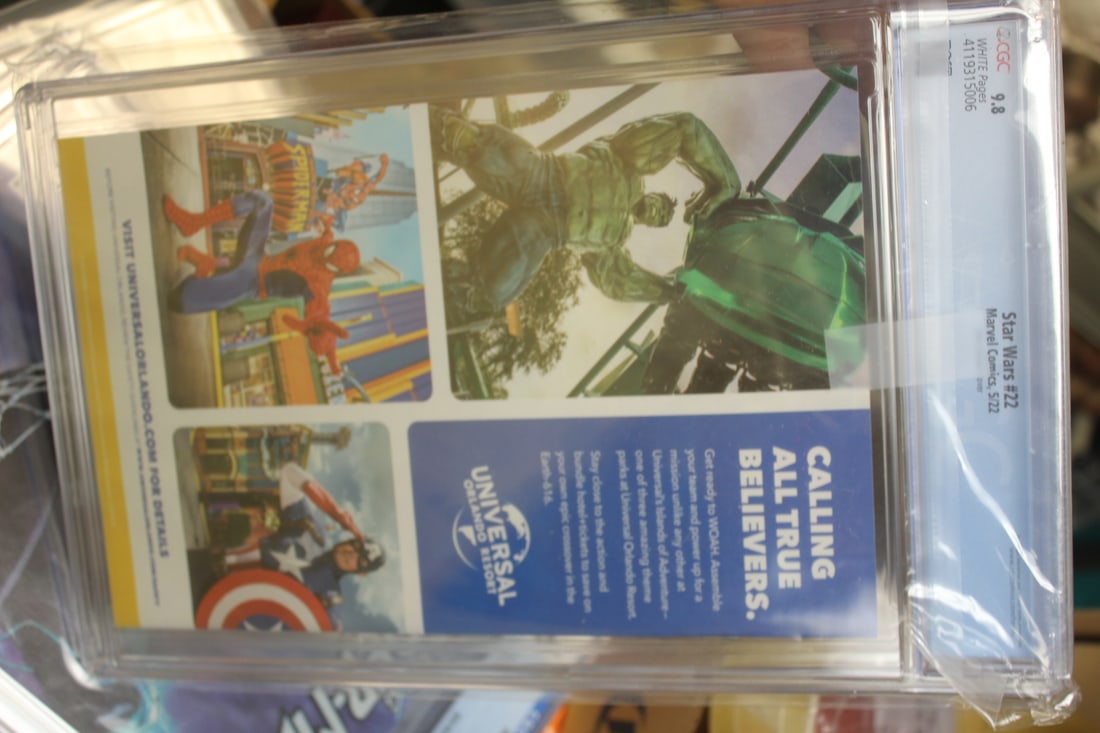 CGC
9.8
WHITE Pages
4119315006
Star Wars #22
Marvel Comics, 5/22
over
CALLING
ALL TRUE
BELIEVERS.
Get ready to WOAH. Assemble
your team and power up for a
mission unlike any other at
Universal's Islands of Adventure–
one of three amazing theme
parks at Universal Orlando Resort.
Stay close to the action and
bundle hotel+tickets to save on
your own epic crossover in the
Earth-616.
UNIVERSAL
ORLANDO RESORT
SPIDER-MAN
VISIT UNIVERSALORLANDO.COM FOR DETAILS